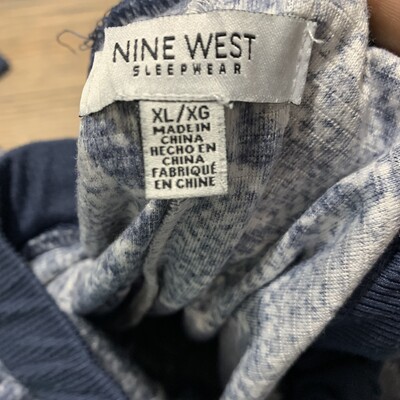 NINE WEST
SLEEPWEAR
XL/XG
MADE IN
CHINA
HECHO EN
CHINA
FABRIQUÉ
EN CHINE